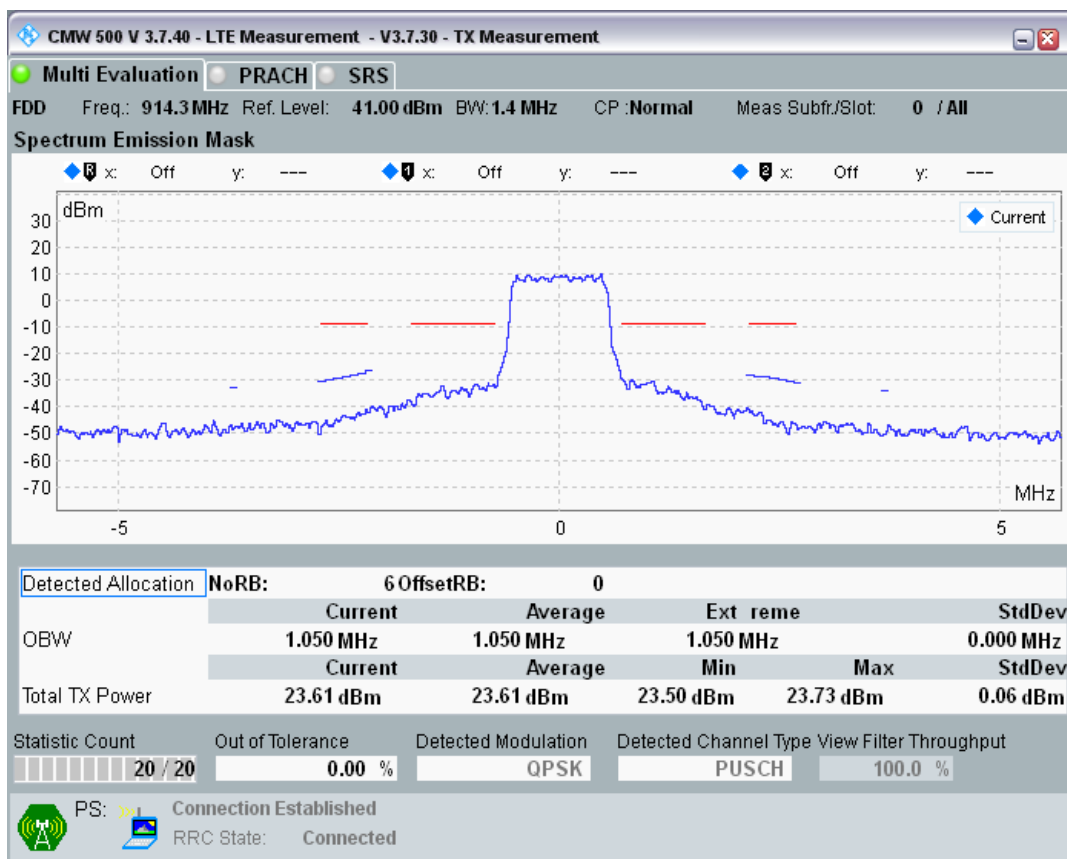 CMW 500 V 3.7.40 - LTE Measurement - V3.7.30 - TX Measurement
Multi Evaluation PRACH SRS
FDD Freq.: 914.3 MHz Ref. Level: 41.00 dBm BW: 1.4 MHz CP :Normal Meas Subfr./Slot: 0 / All
Spectrum Emission Mask
R x: Off y: --- 1 x: Off y: --- 2 x: Off y: ---
dBm
Current
30
20
10
0
-10
-20
-30
-40
-50
-60
-70
MHz
-5 0 5
Detected Allocation NoRB: 6 OffsetRB: 0
Current Average Ext reme StdDev
OBW 1.050 MHz 1.050 MHz 1.050 MHz 0.000 MHz
Current Average Min Max StdDev
Total TX Power 23.61 dBm 23.61 dBm 23.50 dBm 23.73 dBm 0.06 dBm
Statistic Count Out of Tolerance Detected Modulation Detected Channel Type View Filter Throughput
20 / 20 0.00 % QPSK PUSCH 100.0 %
PS: Connection Established
RRC State: Connected